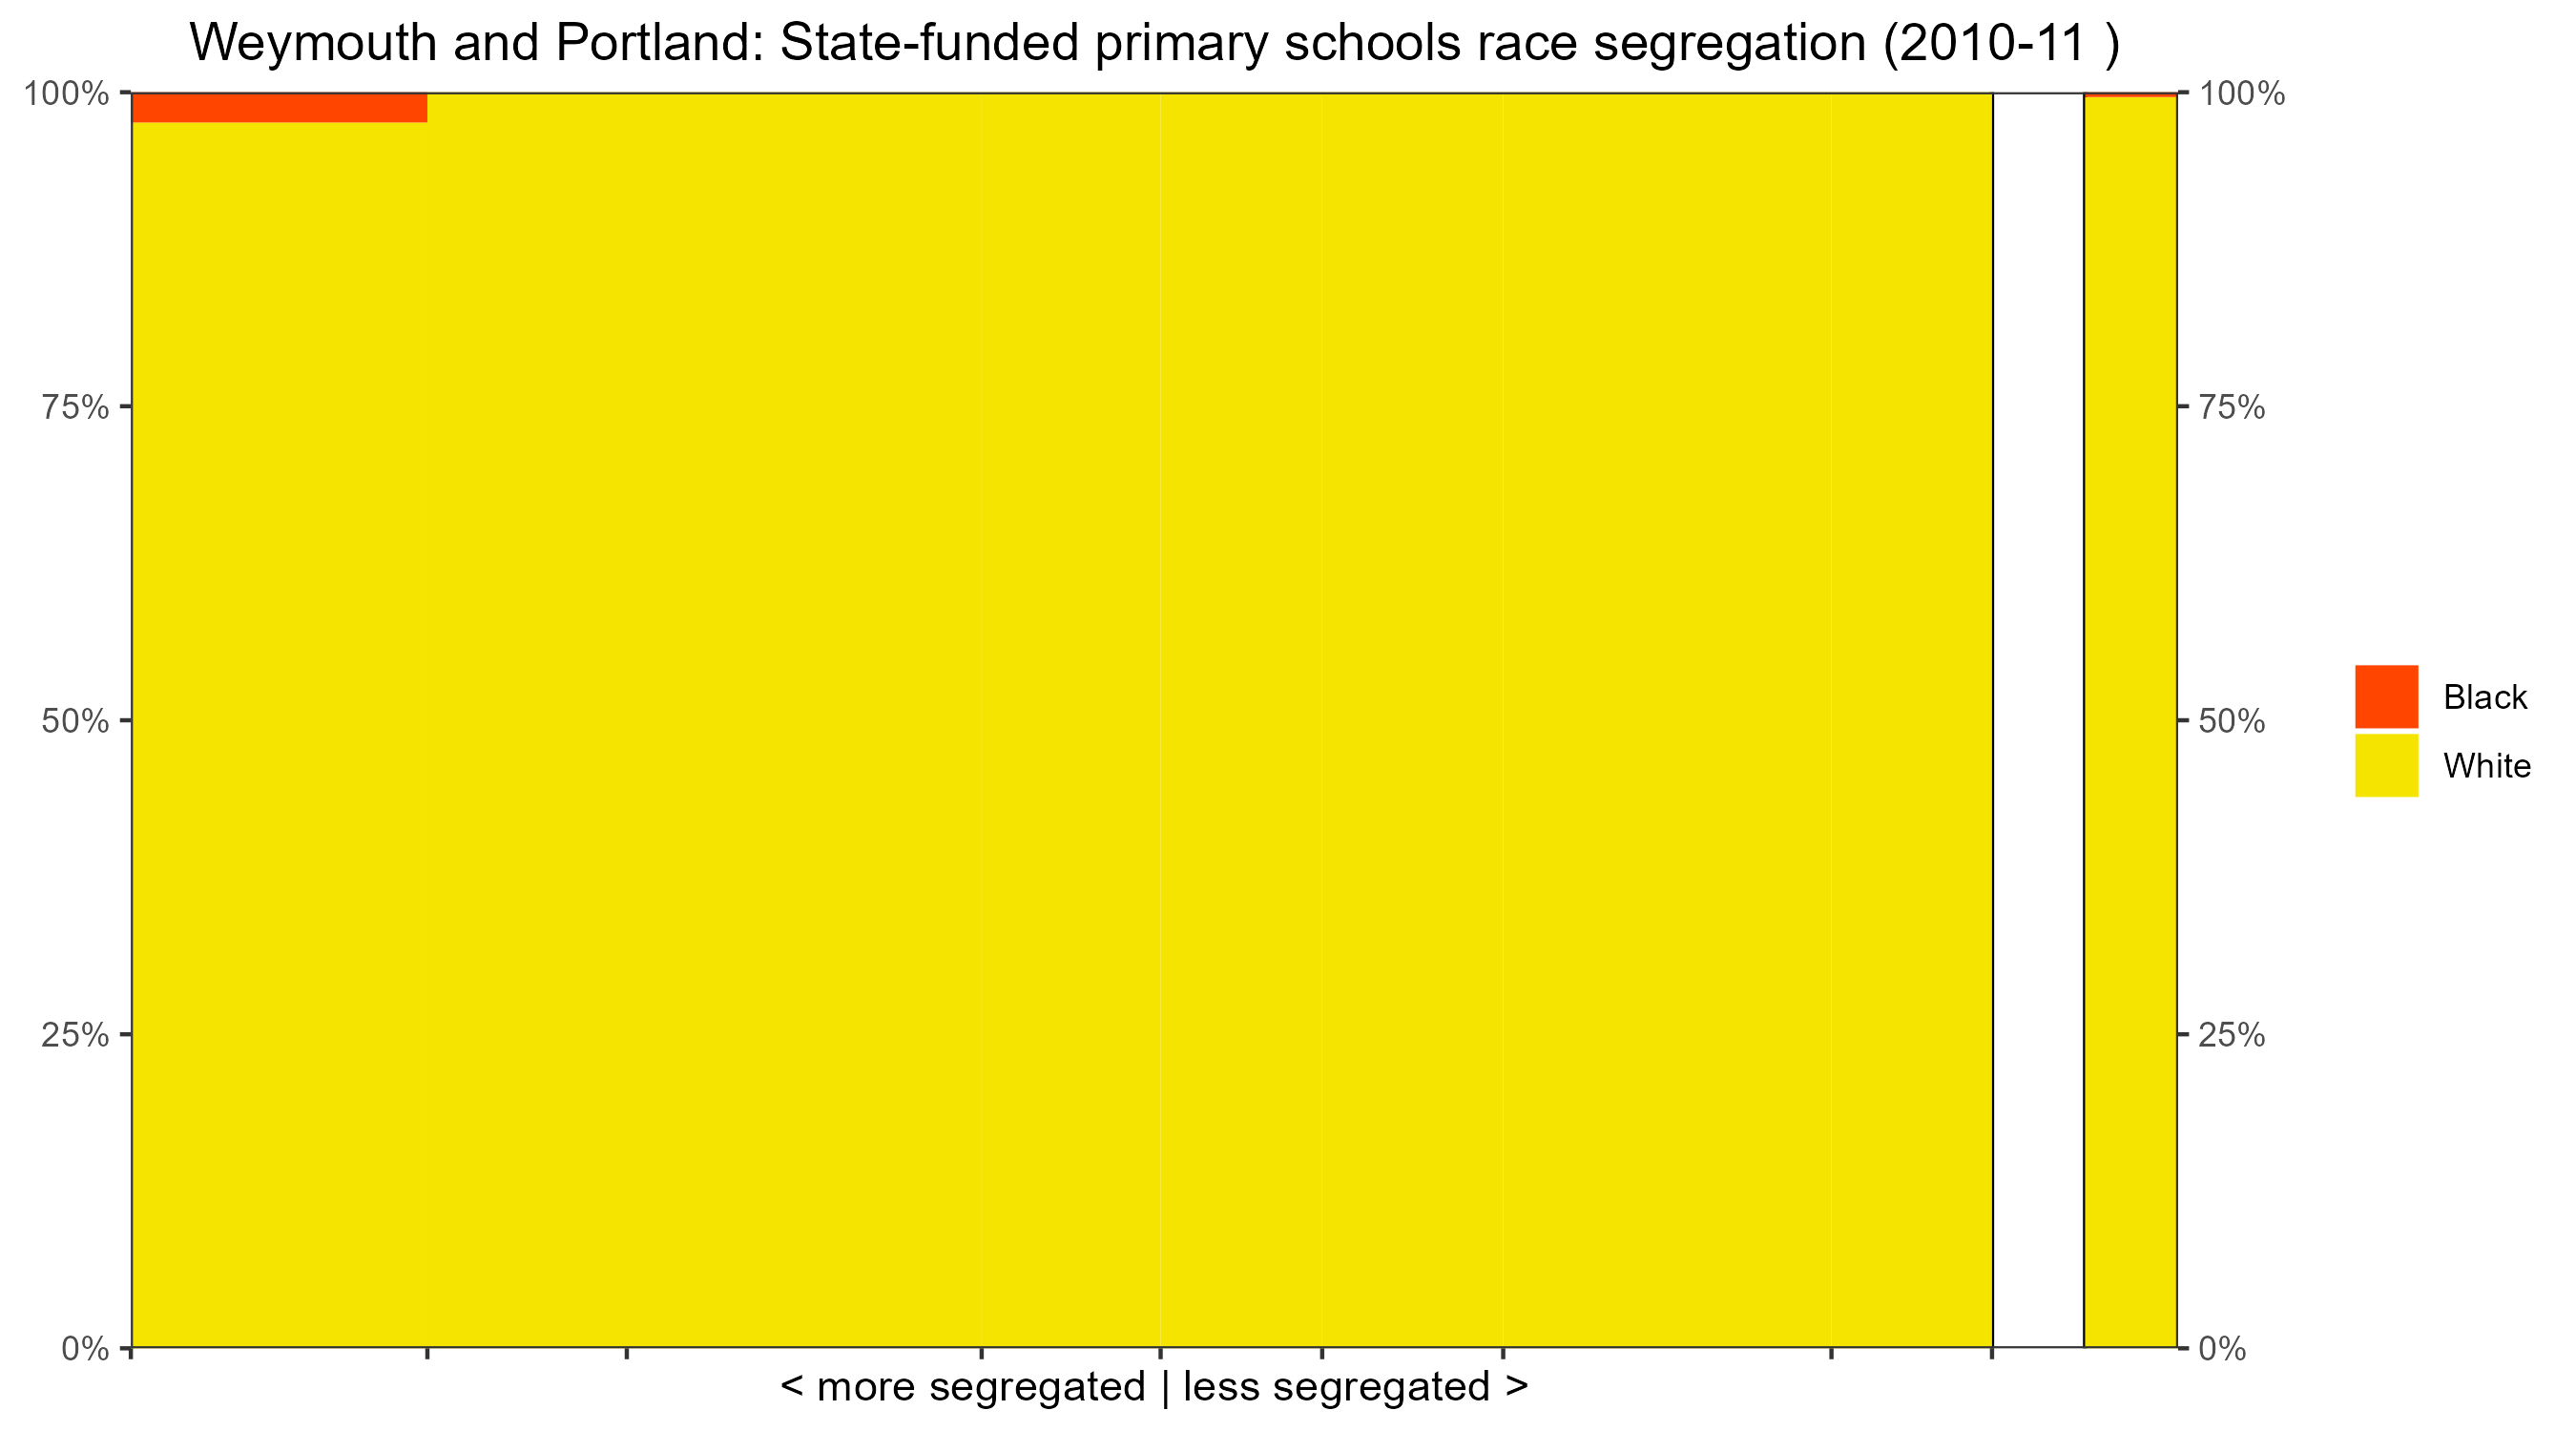 Weymouth and Portland: State-funded primary schools race segregation (2010-11 )
100%
75%
50%
25%
0%
100%
75%
50%
25%
0%
Black
White
< more segregated | less segregated >